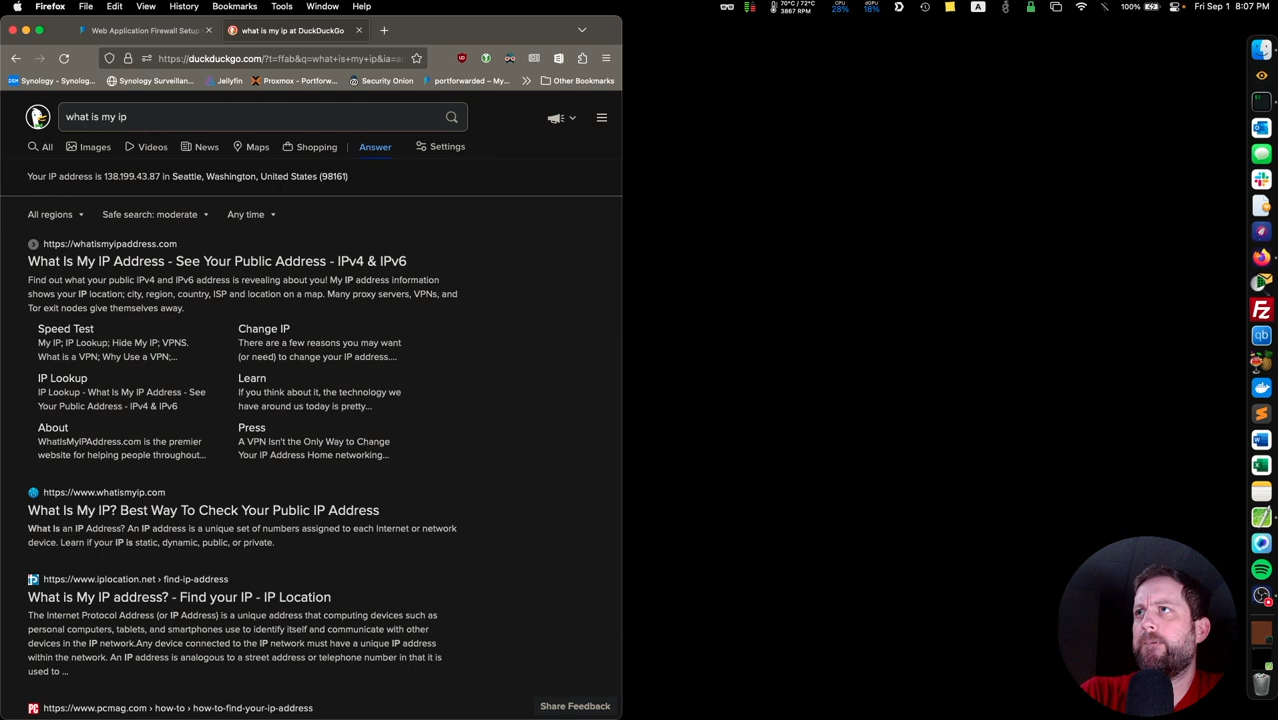 Firefox File Edit View History Bookmarks Tools Window Help
70°C / 72°C
3867 RPM
CPU
28%
dGPU
18%
A
100%
Fri Sep 1 8:07 PM
Web Application Firewall Setup
what is my ip at DuckDuckGo
https://duckduckgo.com/?t=ffab&q=what+is+my+ip&ia=a
Synology - Synolog...
Synology Surveillan...
Jellyfin
Proxmox - Portforw...
Security Onion
portforwarded – My...
Other Bookmarks
what is my ip
All Images Videos News Maps Shopping Answer Settings
Your IP address is 138.199.43.87 in Seattle, Washington, United States (98161)
All regions Safe search: moderate Any time
https://whatismyipaddress.com
What Is My IP Address - See Your Public Address - IPv4 & IPv6
Find out what your public IPv4 and IPv6 address is revealing about you! My IP address information
shows your IP location; city, region, country, ISP and location on a map. Many proxy servers, VPNs, and
Tor exit nodes give themselves away.
Speed Test
My IP; IP Lookup; Hide My IP; VPNS.
What is a VPN; Why Use a VPN;...
Change IP
There are a few reasons you may want
(or need) to change your IP address....
IP Lookup
IP Lookup - What Is My IP Address - See
Your Public Address - IPv4 & IPv6
Learn
If you think about it, the technology we
have around us today is pretty...
About
WhatIsMyIPAddress.com is the premier
website for helping people throughout...
Press
A VPN Isn't the Only Way to Change
Your IP Address Home networking...
https://www.whatismyip.com
What Is My IP? Best Way To Check Your Public IP Address
What Is an IP Address? An IP address is a unique set of numbers assigned to each Internet or network
device. Learn if your IP is static, dynamic, public, or private.
https://www.iplocation.net › find-ip-address
What is My IP address? - Find your IP - IP Location
The Internet Protocol Address (or IP Address) is a unique address that computing devices such as
personal computers, tablets, and smartphones use to identify itself and communicate with other
devices in the IP network.Any device connected to the IP network must have a unique IP address
within the network. An IP address is analogous to a street address or telephone number in that it is
used to ...
https://www.pcmag.com › how-to › how-to-find-your-ip-address
Share Feedback